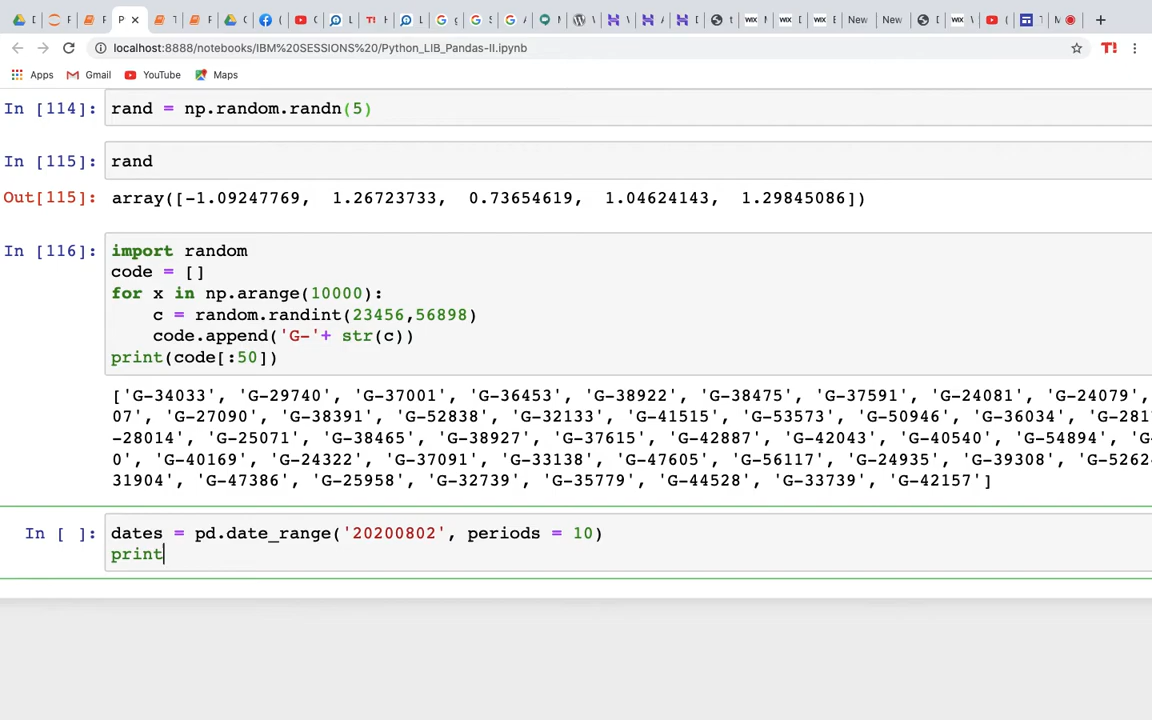 localhost:8888/notebooks/IBM%20SESSIONS%20/Python_LIB_Pandas-II.ipynb
Apps Gmail YouTube Maps
In [114]: rand = np.random.randn(5)
In [115]: rand
Out[115]: array([-1.09247769, 1.26723733, 0.73654619, 1.04624143, 1.29845086])
In [116]: import random
code = []
for x in np.arange(10000):
    c = random.randint(23456,56898)
    code.append('G-'+ str(c))
print(code[:50])
['G-34033', 'G-29740', 'G-37001', 'G-36453', 'G-38922', 'G-38475', 'G-37591', 'G-24081', 'G-24079',
07', 'G-27090', 'G-38391', 'G-52838', 'G-32133', 'G-41515', 'G-53573', 'G-50946', 'G-36034', 'G-281
-28014', 'G-25071', 'G-38465', 'G-38927', 'G-37615', 'G-42887', 'G-42043', 'G-40540', 'G-54894', 'G-
0', 'G-40169', 'G-24322', 'G-37091', 'G-33138', 'G-47605', 'G-56117', 'G-24935', 'G-39308', 'G-5262
31904', 'G-47386', 'G-25958', 'G-32739', 'G-35779', 'G-44528', 'G-33739', 'G-42157']
In [ ]: dates = pd.date_range('20200802', periods = 10)
print